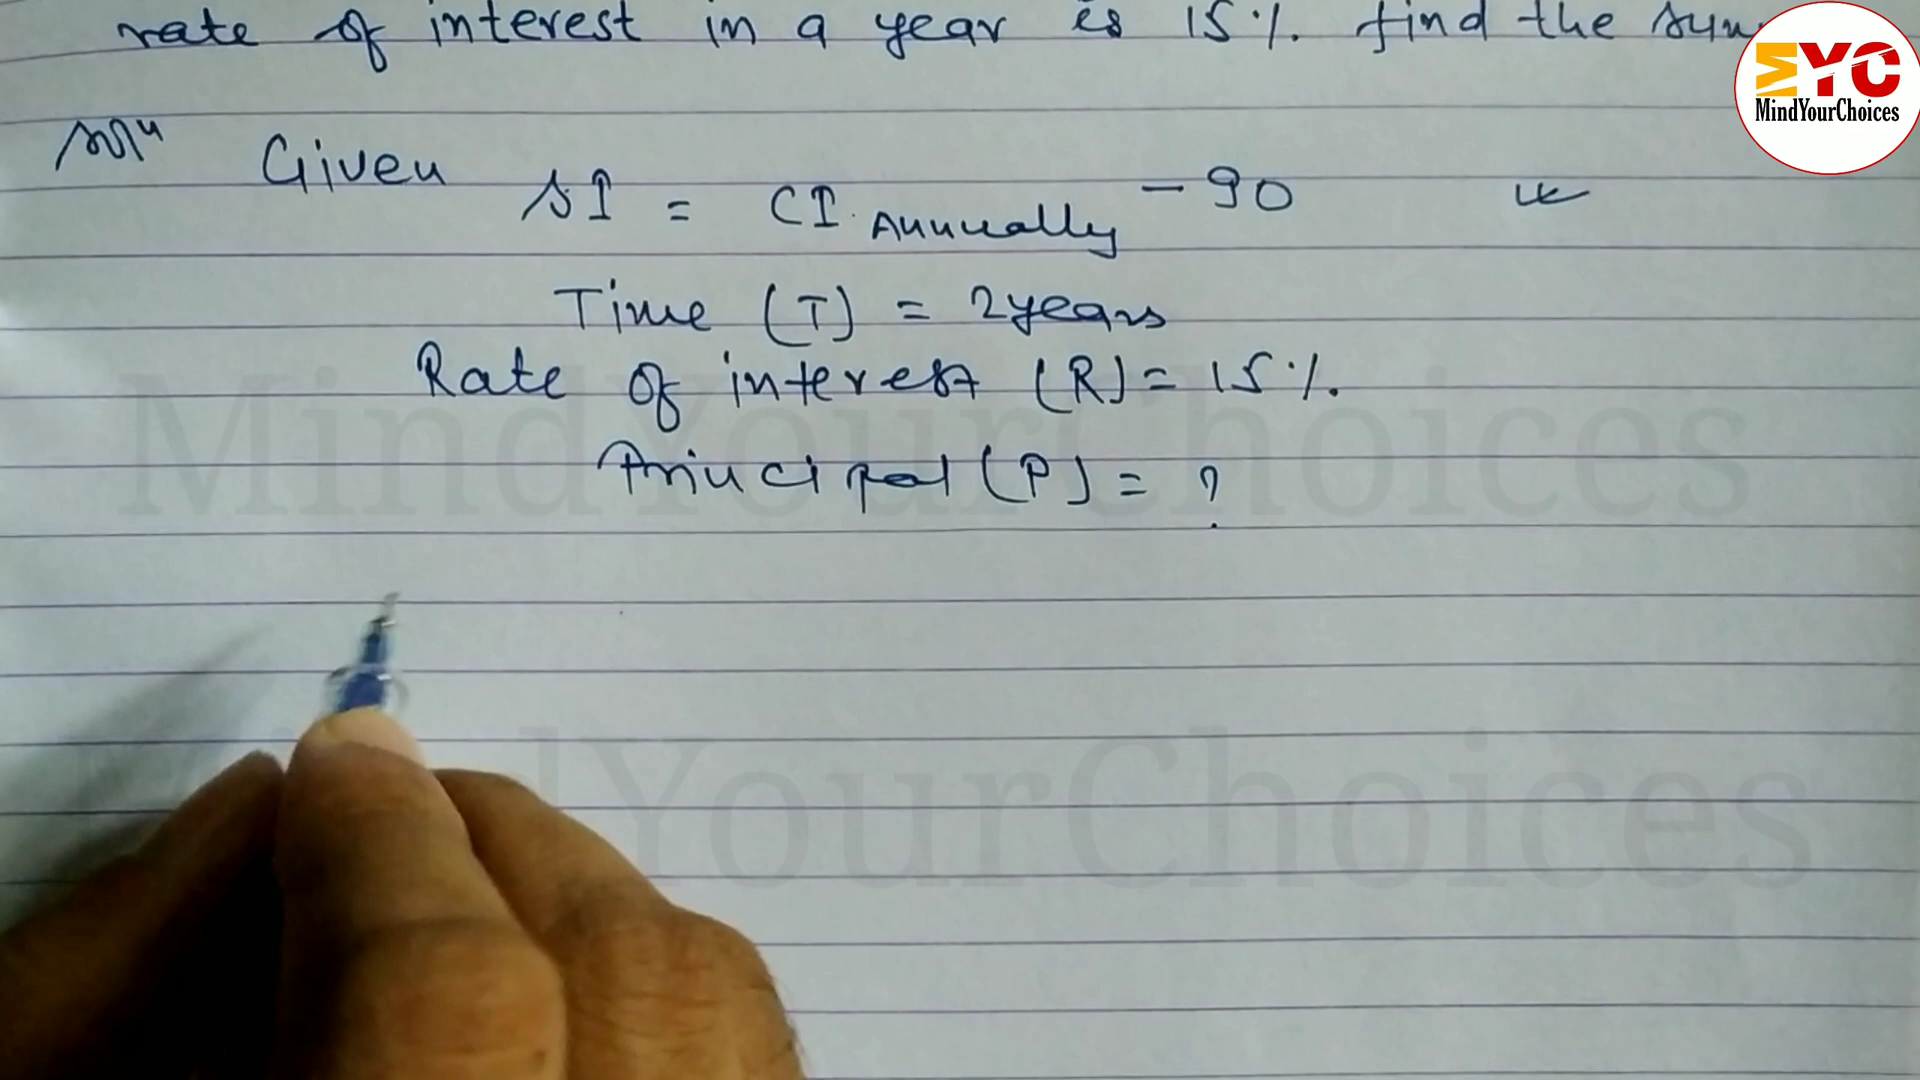 rate of interest in a year is 15%. find the sum
MYC
MindYourChoices
Soln Given SI = CI Annually - 90
Time (T) = 2years
Rate of interest (R) = 15%.
Principal (P) = ?
MindYourChoices
MindYourChoices